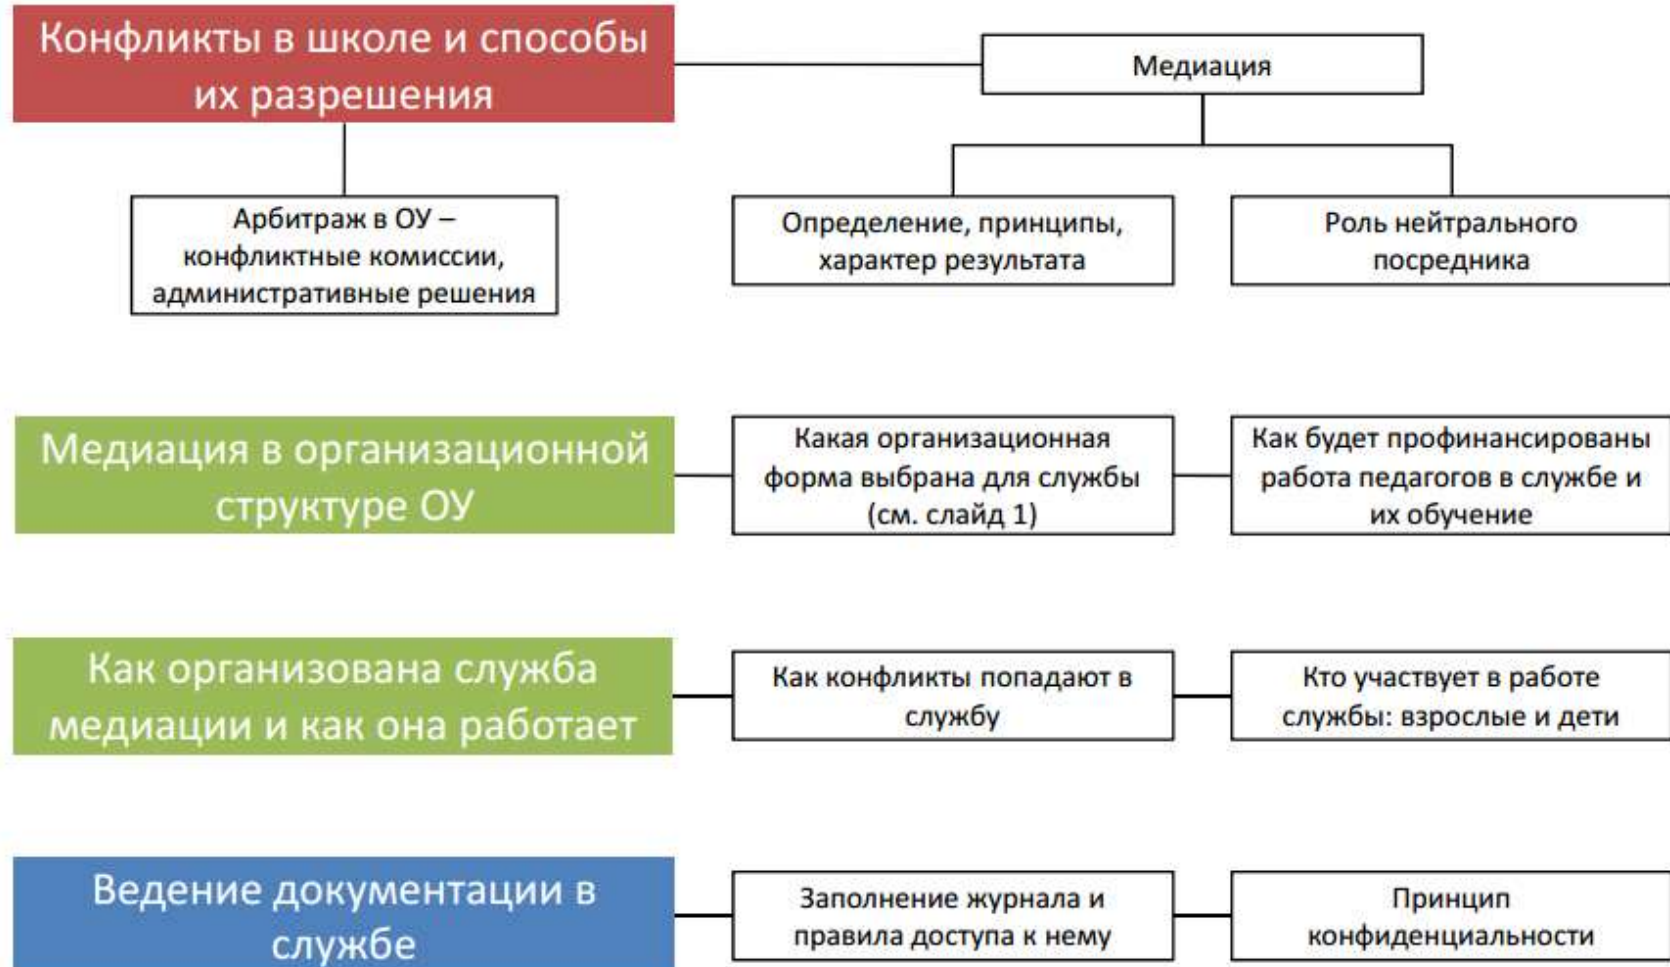 Конфликты в школе и способы
их разрешения
Медиация
Арбитраж в ОУ –
конфликтные комиссии,
административные решения
Определение, принципы,
характер результата
Роль нейтрального
посредника
Медиация в организационной
структуре ОУ
Какая организационная
форма выбрана для службы
(см. слайд 1)
Как будет профинансированы
работа педагогов в службе и
их обучение
Как организована служба
медиации и как она работает
Как конфликты попадают в
службу
Кто участвует в работе
службы: взрослые и дети
Ведение документации в
службе
Заполнение журнала и
правила доступа к нему
Принцип
конфиденциальности